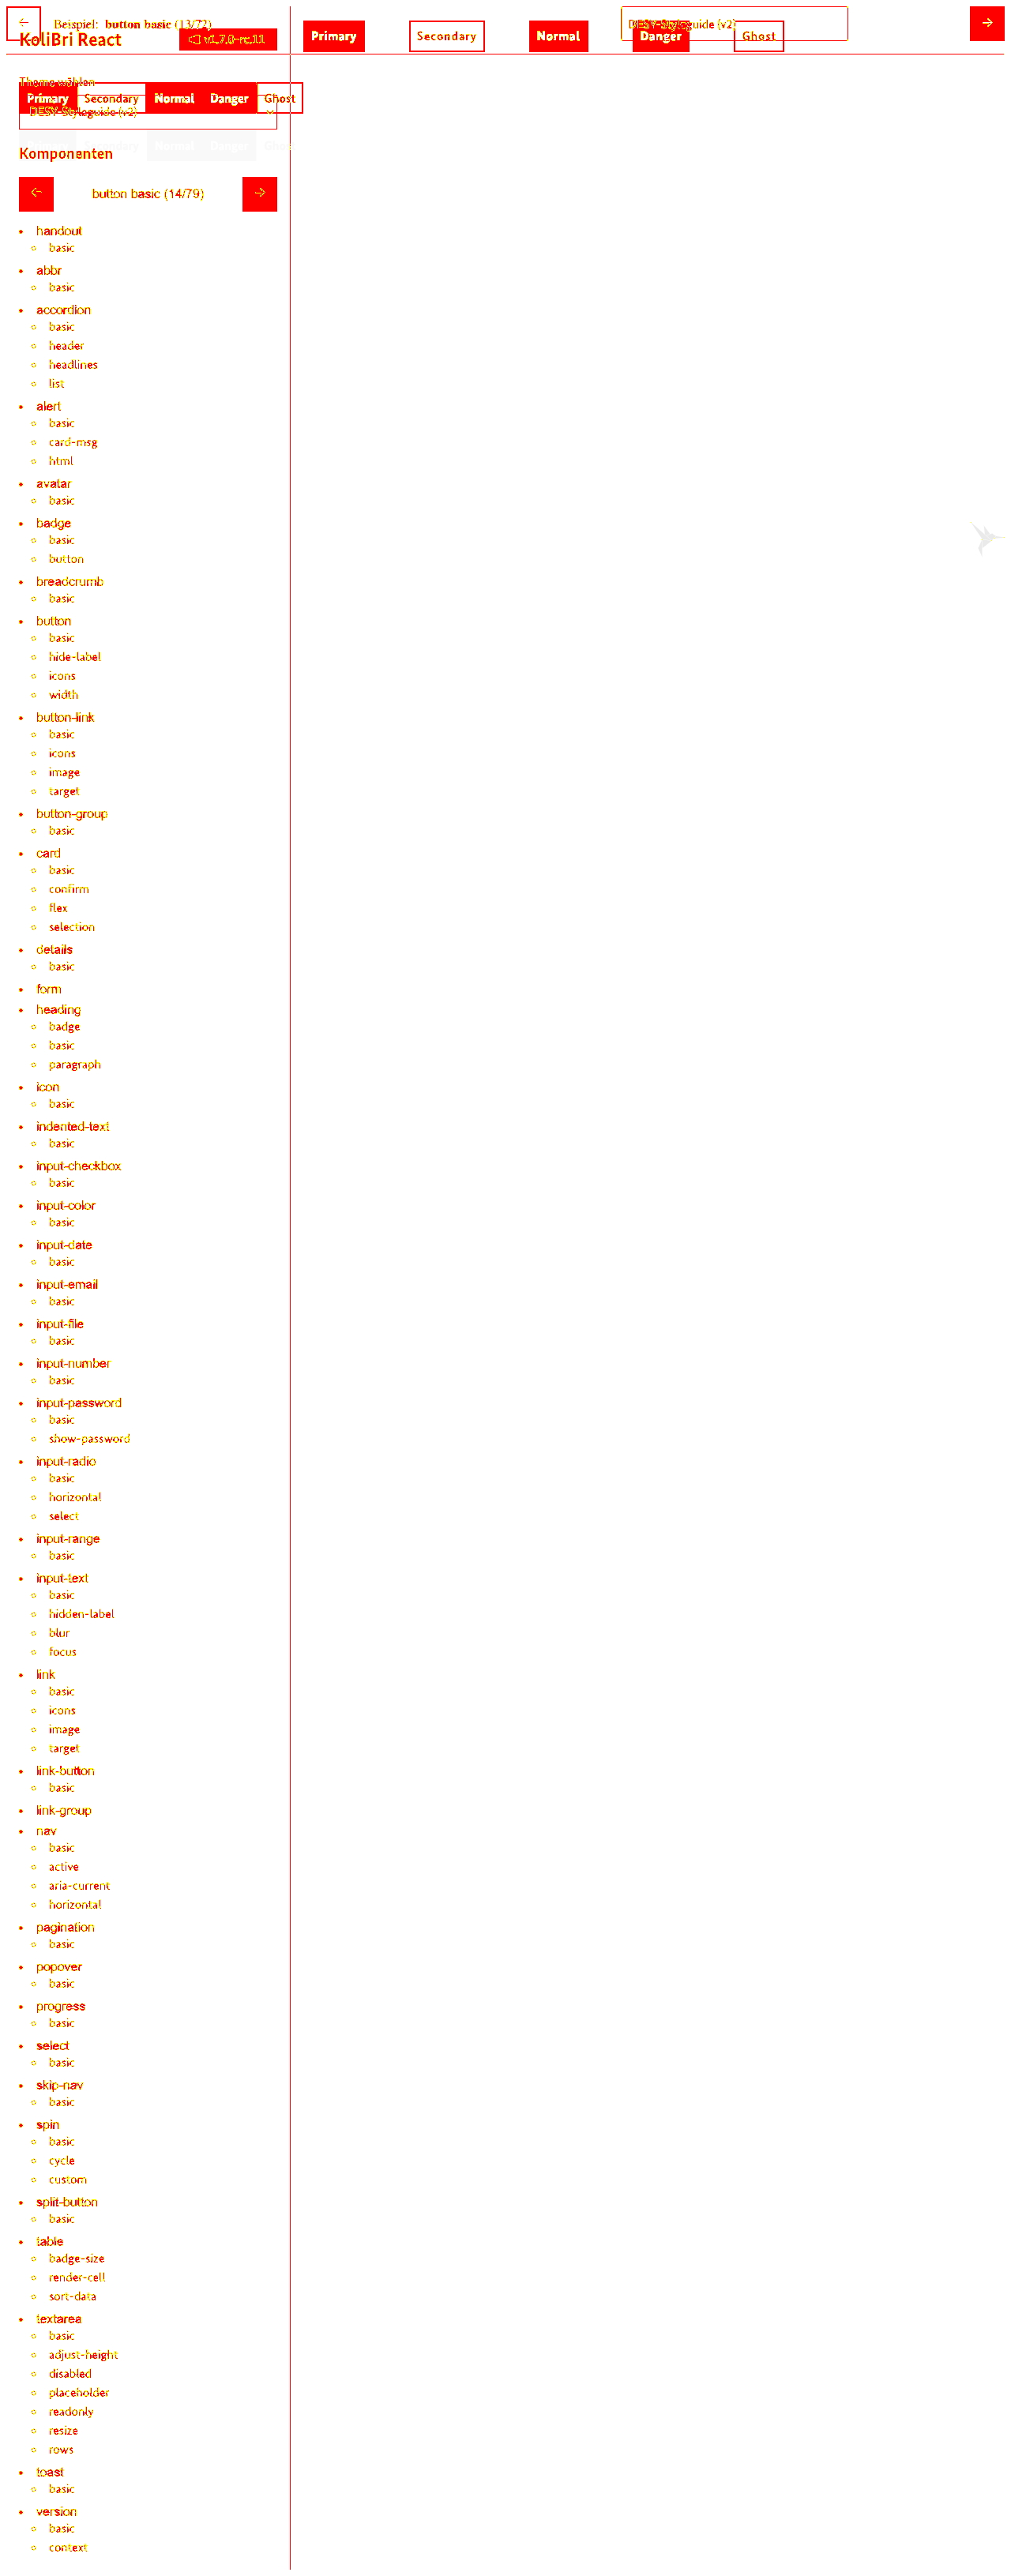 Beispiel: button basic (13/72)
DESY-Styleguide (v2)
KoliBri React
v1.7.0-rc.11
Primary Secondary Normal Danger Ghost
Theme wählen
Primary Secondary Normal Danger Ghost
DESY-Styleguide (v2)
Normal Danger
Komponenten
button basic (14/79)
handout
basic
abbr
basic
accordion
basic
header
headlines
list
alert
basic
card-msg
html
avatar
basic
badge
basic
button
breadcrumb
basic
button
basic
hide-label
icons
width
button-link
basic
icons
image
target
button-group
basic
card
basic
confirm
flex
selection
details
basic
form
heading
badge
basic
paragraph
icon
basic
indented-text
basic
input-checkbox
basic
input-color
basic
input-date
basic
input-email
basic
input-file
basic
input-number
basic
input-password
basic
show-password
input-radio
basic
horizontal
select
input-range
basic
input-text
basic
hidden-label
blur
focus
link
basic
icons
image
target
link-button
basic
link-group
nav
basic
active
aria-current
horizontal
pagination
basic
popover
basic
progress
basic
select
basic
skip-nav
basic
spin
basic
cycle
custom
split-button
basic
table
badge-size
render-cell
sort-data
textarea
basic
adjust-height
disabled
placeholder
readonly
resize
rows
toast
basic
version
basic
context